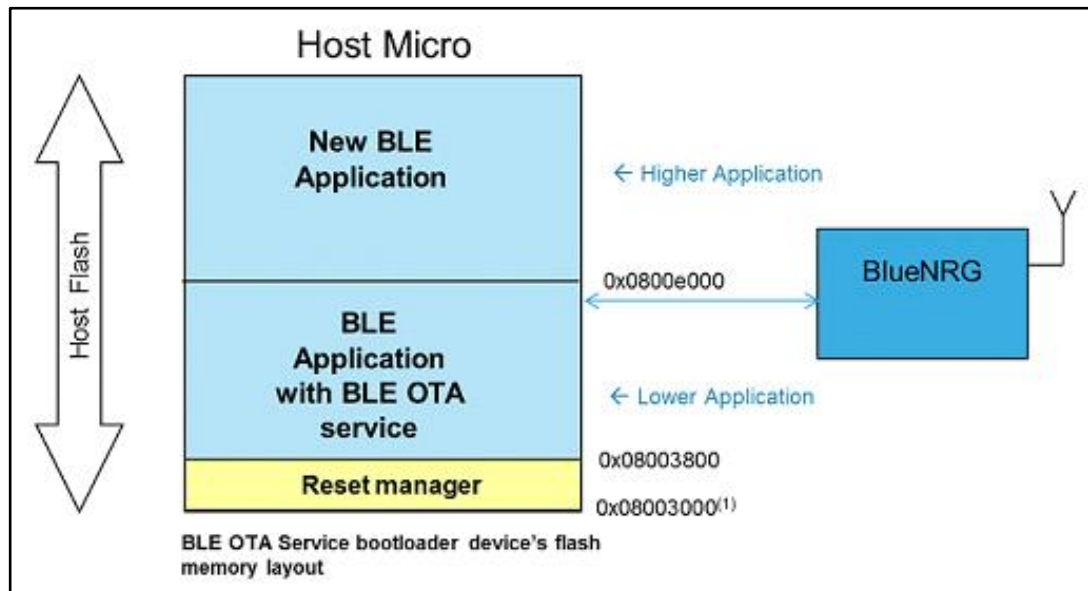 Host Micro
Host Flash
New BLE
Application
← Higher Application
0x0800e000
BlueNRG
BLE
Application
with BLE OTA
service
← Lower Application
0x08003800
Reset manager
0x08003000(1)
BLE OTA Service bootloader device's flash
memory layout